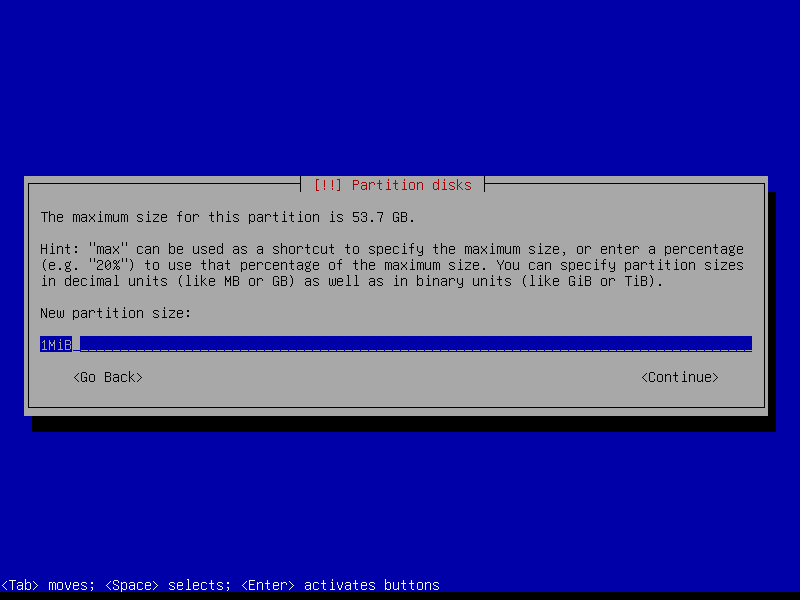 [!!] Partition disks
The maximum size for this partition is 53.7 GB.
Hint: "max" can be used as a shortcut to specify the maximum size, or enter a percentage
(e.g. "20%") to use that percentage of the maximum size. You can specify partition sizes
in decimal units (like MB or GB) as well as in binary units (like GiB or TiB).
New partition size:
1MiB
<Go Back> <Continue>
<Tab> moves; <Space> selects; <Enter> activates buttons